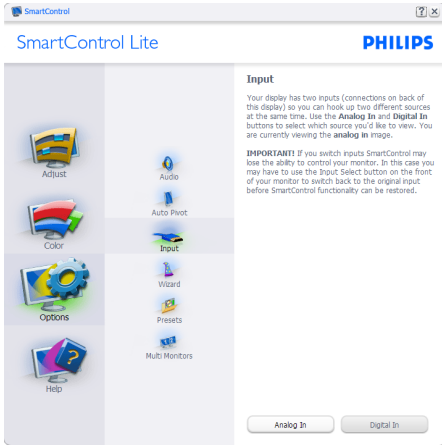 SmartControl
SmartControl Lite
PHILIPS
Adjust
Color
Options
Help
Audio
Auto Pivot
Input
Wizard
Presets
Multi Monitors
Input
Your display has two inputs (connections on back of
this display) so you can hook up two different sources
at the same time. Use the Analog In and Digital In
buttons to select which source you'd like to view. You
are currently viewing the analog in image.
IMPORTANT! If you switch inputs SmartControl may
lose the ability to control your monitor. In this case you
may have to use the Input Select button on the front
of your monitor to switch back to the original input
before SmartControl functionality can be restored.
Analog In
Digital In